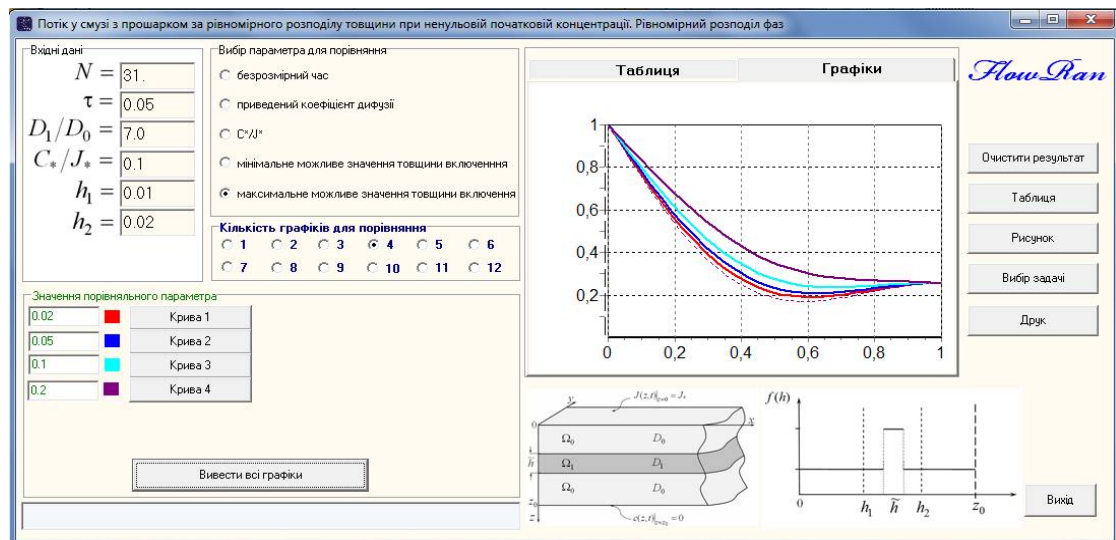 Потік у смузі з прошарком за рівномірного розподілу товщини при ненульовій початковій концентрації. Рівномірний розподіл фаз
Вхідні дані
N = 31.
τ = 0.05
D₁/D₀ = 7.0
C*/J* = 0.1
h₁ = 0.01
h₂ = 0.02
Вибір параметра для порівняння
безрозмірний час
приведений коефіцієнт дифузії
C*/J*
мінімальне можливе значення товщини включенння
максимальне можливе значення товщини включення
Кількість графіків для порівняння
1 2 3 4 5 6
7 8 9 10 11 12
Значення порівняльного параметра
0.02 Крива 1
0.05 Крива 2
0.1 Крива 3
0.2 Крива 4
Вивести всі графіки
Таблиця Графіки
1
0,8
0,6
0,4
0,2
0 0,2 0,4 0,6 0,8 1
FlowRan
Очистити результат
Таблиця
Рисунок
Вибір задачі
Друк
Вихід
y J(z,t)|z=0 = J*
0 x
Ω₀ D₀
h̃ Ω₁ D₁
Ω₀ D₀
z₀
z c(z,t)|z=z₀ = 0
f(h)
0 h₁ h̃ h₂ z₀